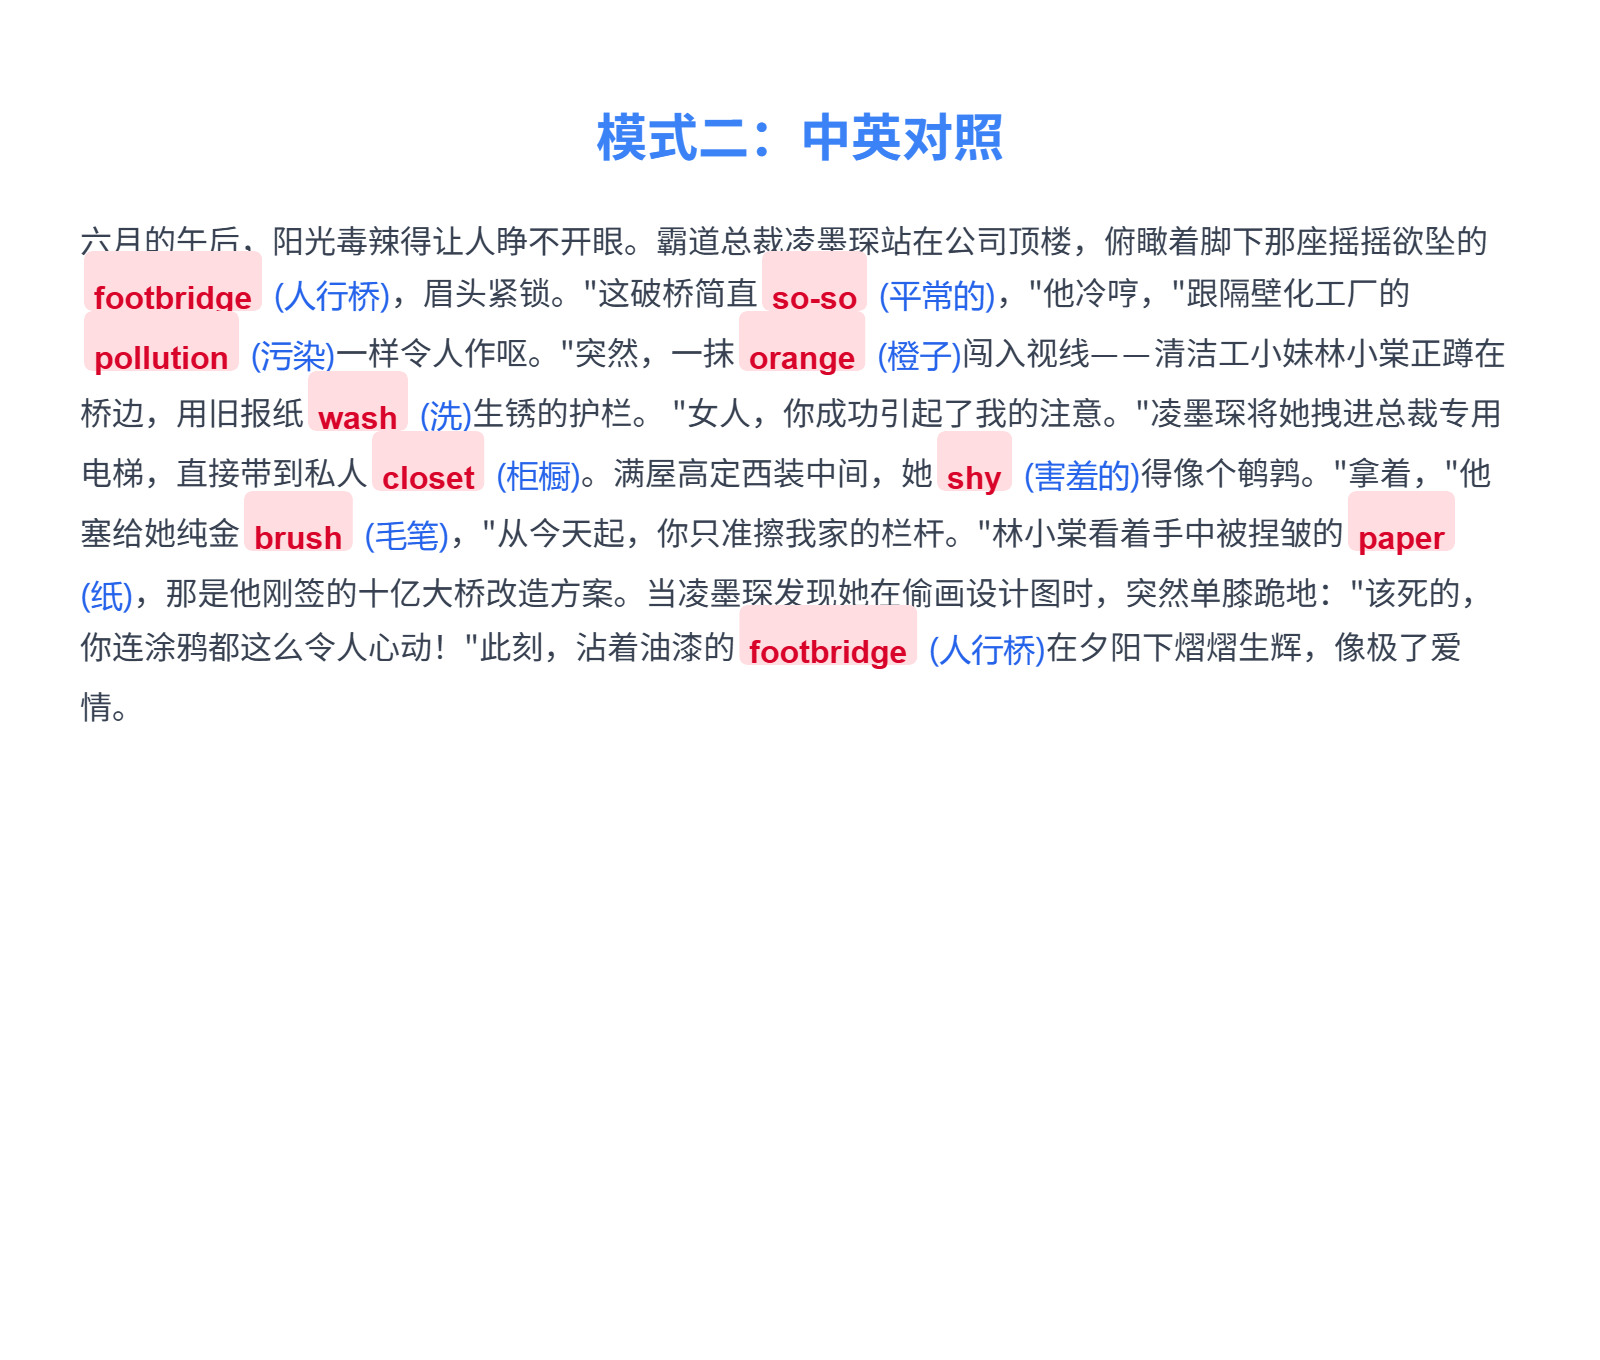 模式二：中英对照
六月的午后，阳光毒辣得让人睁不开眼。霸道总裁凌墨琛站在公司顶楼，俯瞰着脚下那座摇摇欲坠的
footbridge (人行桥)，眉头紧锁。"这破桥简直 so-so (平常的)，"他冷哼，"跟隔壁化工厂的
pollution (污染)一样令人作呕。"突然，一抹 orange (橙子)闯入视线——清洁工小妹林小棠正蹲在
桥边，用旧报纸 wash (洗)生锈的护栏。 "女人，你成功引起了我的注意。"凌墨琛将她拽进总裁专用
电梯，直接带到私人 closet (柜橱)。满屋高定西装中间，她 shy (害羞的)得像个鹌鹑。"拿着，"他
塞给她纯金 brush (毛笔)，"从今天起，你只准擦我家的栏杆。"林小棠看着手中被捏皱的 paper
(纸)，那是他刚签的十亿大桥改造方案。当凌墨琛发现她在偷画设计图时，突然单膝跪地："该死的，
你连涂鸦都这么令人心动！"此刻，沾着油漆的 footbridge (人行桥)在夕阳下熠熠生辉，像极了爱
情。